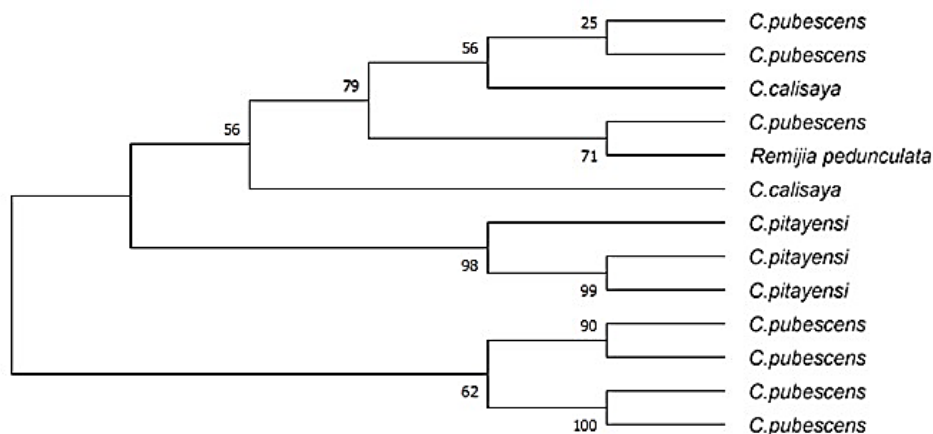 25
C.pubescens
C.pubescens
56
C.calisaya
79
C.pubescens
71
Remijia pedunculata
56
C.calisaya
C.pitayensi
98
C.pitayensi
99
C.pitayensi
90
C.pubescens
C.pubescens
62
C.pubescens
100
C.pubescens